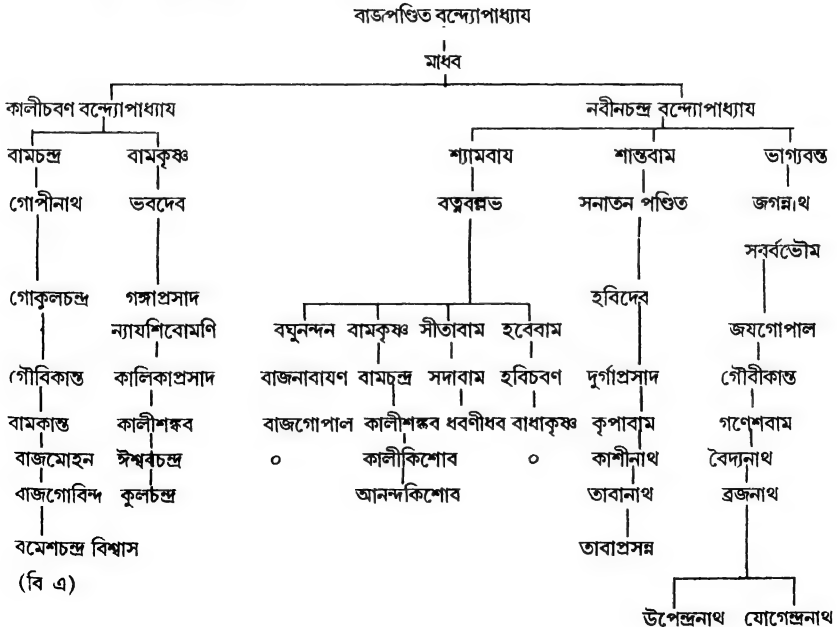 বাজপণ্ডিত বন্দ্যোপাধ্যায
মাধব
কালীচবণ বন্দ্যোপাধ্যায নবীনচন্দ্র বন্দ্যোপাধ্যায
বামচন্দ্র বামকৃষ্ণ শ্যামবায শান্তবাম ভাগ্যবন্ত
গোপীনাথ ভবদেব বত্নবল্লভ সনাতন পণ্ডিত জগন্নাথ
সবর্বভৌম
গোকুলচন্দ্র গঙ্গাপ্রসাদ হবিদেব
ন্যাযশিবোমণি বঘুনন্দন বামকৃষ্ণ সীতাবাম হবেবাম জযগোপাল
গৌবিকান্ত কালিকাপ্রসাদ বাজনাবাযণ বামচন্দ্র সদাবাম হবিচবণ দুর্গাপ্রসাদ গৌবীকান্ত
বামকান্ত কালীশঙ্কব বাজগোপাল কালীশঙ্কব ধবণীধব বাধাকৃষ্ণ কৃপাবাম গণেশবাম
বাজমোহন ঈশ্ববচন্দ্র ০ কালীকিশোব ০ কাশীনাথ বৈদ্যনাথ
বাজগোবিন্দ কুলচন্দ্র আনন্দকিশোব তাবানাথ ব্রজনাথ
বমেশচন্দ্র বিশ্বাস তাবাপ্রসন্ন
(বি এ)
উপেন্দ্রনাথ যোগেন্দ্রনাথ